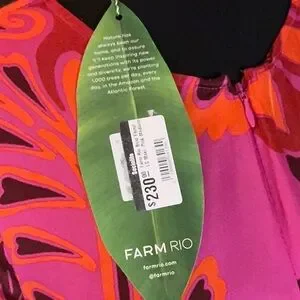 Nature has
always been our
home, and to assure
it'll keep inspiring new
generations with its power
and diversity, we're planting
1,000 trees per day, every
day, in the Amazon and the
Atlantic Forest.
$230
FARM RIO
farmrio.com
@farmrio